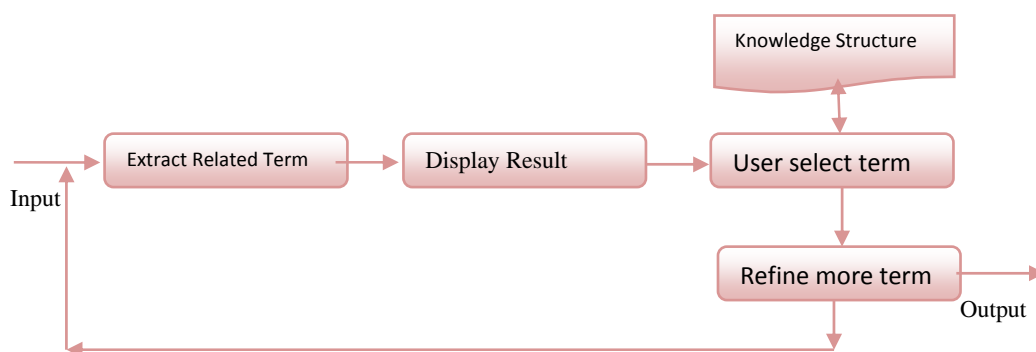 Knowledge Structure
Extract Related Term
Display Result
User select term
Input
Refine more term
Output